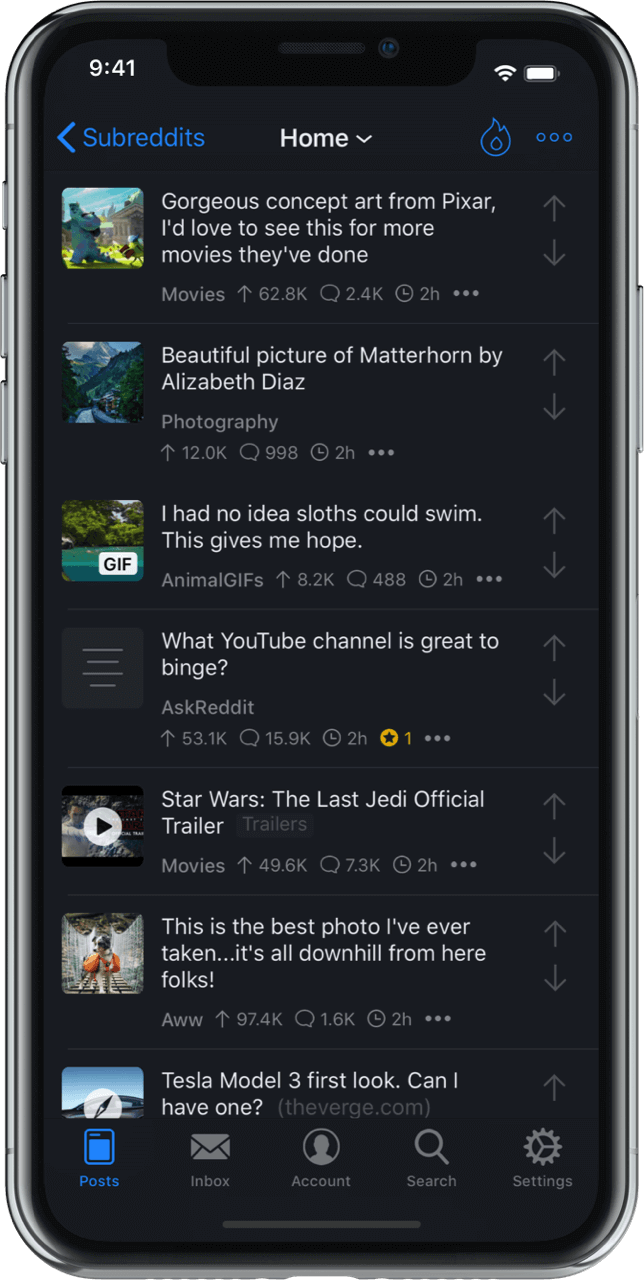 9:41
Subreddits
Home
Gorgeous concept art from Pixar,
I'd love to see this for more
movies they've done
Movies 62.8K 2.4K 2h
Beautiful picture of Matterhorn by
Alizabeth Diaz
Photography
12.0K 998 2h
I had no idea sloths could swim.
This gives me hope.
GIF
AnimalGIFs 8.2K 488 2h
What YouTube channel is great to
binge?
AskReddit
53.1K 15.9K 2h 1
Star Wars: The Last Jedi Official
Trailer Trailers
Movies 49.6K 7.3K 2h
This is the best photo I've ever
taken...it's all downhill from here
folks!
Aww 97.4K 1.6K 2h
Tesla Model 3 first look. Can I
have one? (theverge.com)
Posts Inbox Account Search Settings